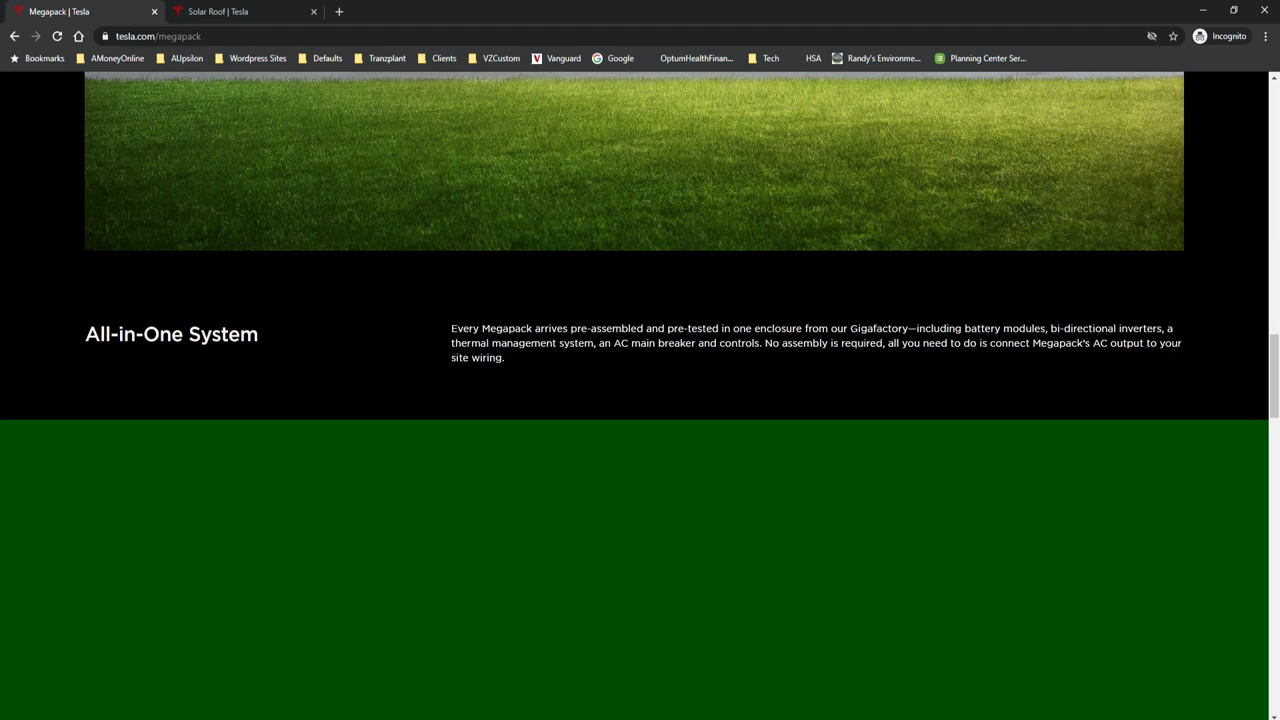 Megapack | Tesla
Solar Roof | Tesla
tesla.com/megapack
Incognito
Bookmarks AMoneyOnline AUpsilon Wordpress Sites Defaults Tranzplant Clients VZCustom Vanguard Google OptumHealthFinan... Tech HSA Randy's Environme... Planning Center Ser...
All-in-One System
Every Megapack arrives pre-assembled and pre-tested in one enclosure from our Gigafactory—including battery modules, bi-directional inverters, a
thermal management system, an AC main breaker and controls. No assembly is required, all you need to do is connect Megapack's AC output to your
site wiring.